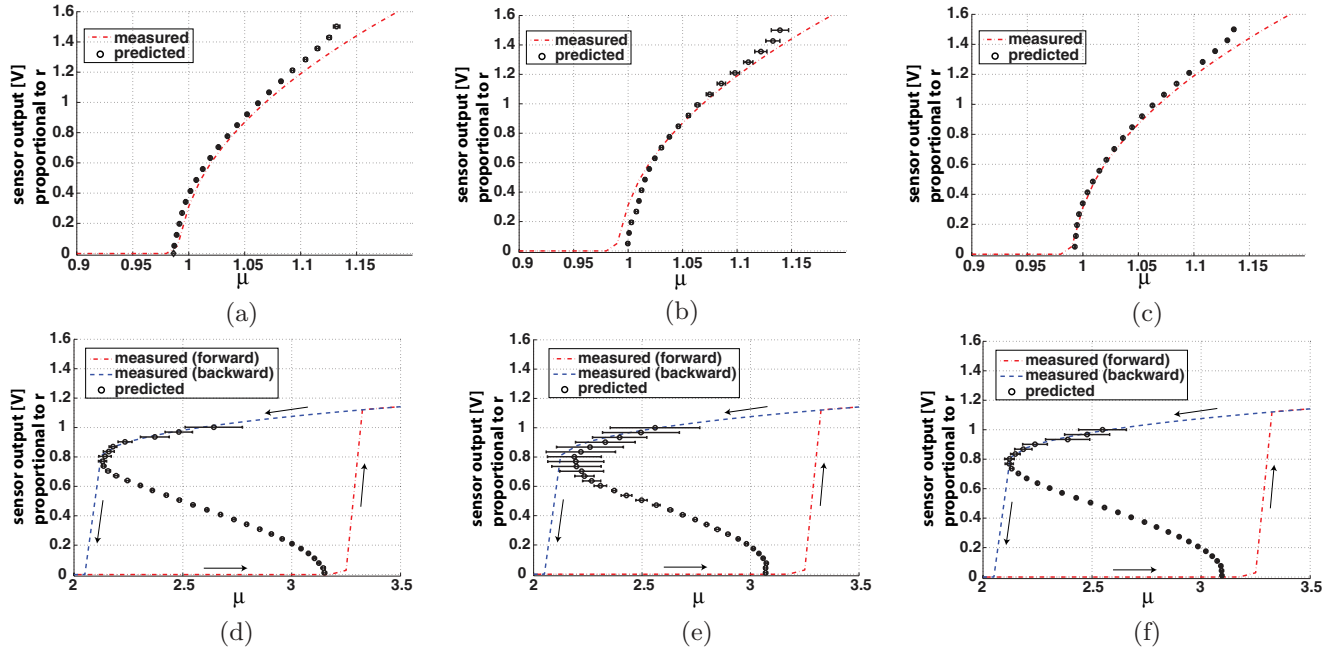 sensor output [V]
proportional to r
1.6
1.4
1.2
1
0.8
0.6
0.4
0.2
0
measured
predicted
0.9 0.95 1 1.05 1.1 1.15
μ
(a)
sensor output [V]
proportional to r
1.6
1.4
1.2
1
0.8
0.6
0.4
0.2
0
measured
predicted
0.9 0.95 1 1.05 1.1 1.15
μ
(b)
sensor output [V]
proportional to r
1.6
1.4
1.2
1
0.8
0.6
0.4
0.2
0
measured
predicted
0.9 0.95 1 1.05 1.1 1.15
μ
(c)
sensor output [V]
proportional to r
1.6
1.4
1.2
1
0.8
0.6
0.4
0.2
0
measured (forward)
measured (backward)
predicted
2 2.5 3 3.5
μ
(d)
sensor output [V]
proportional to r
1.6
1.4
1.2
1
0.8
0.6
0.4
0.2
0
measured (forward)
measured (backward)
predicted
2 2.5 3 3.5
μ
(e)
sensor output [V]
proportional to r
1.6
1.4
1.2
1
0.8
0.6
0.4
0.2
0
measured (forward)
measured (backward)
predicted
2 2.5 3 3.5
μ
(f)